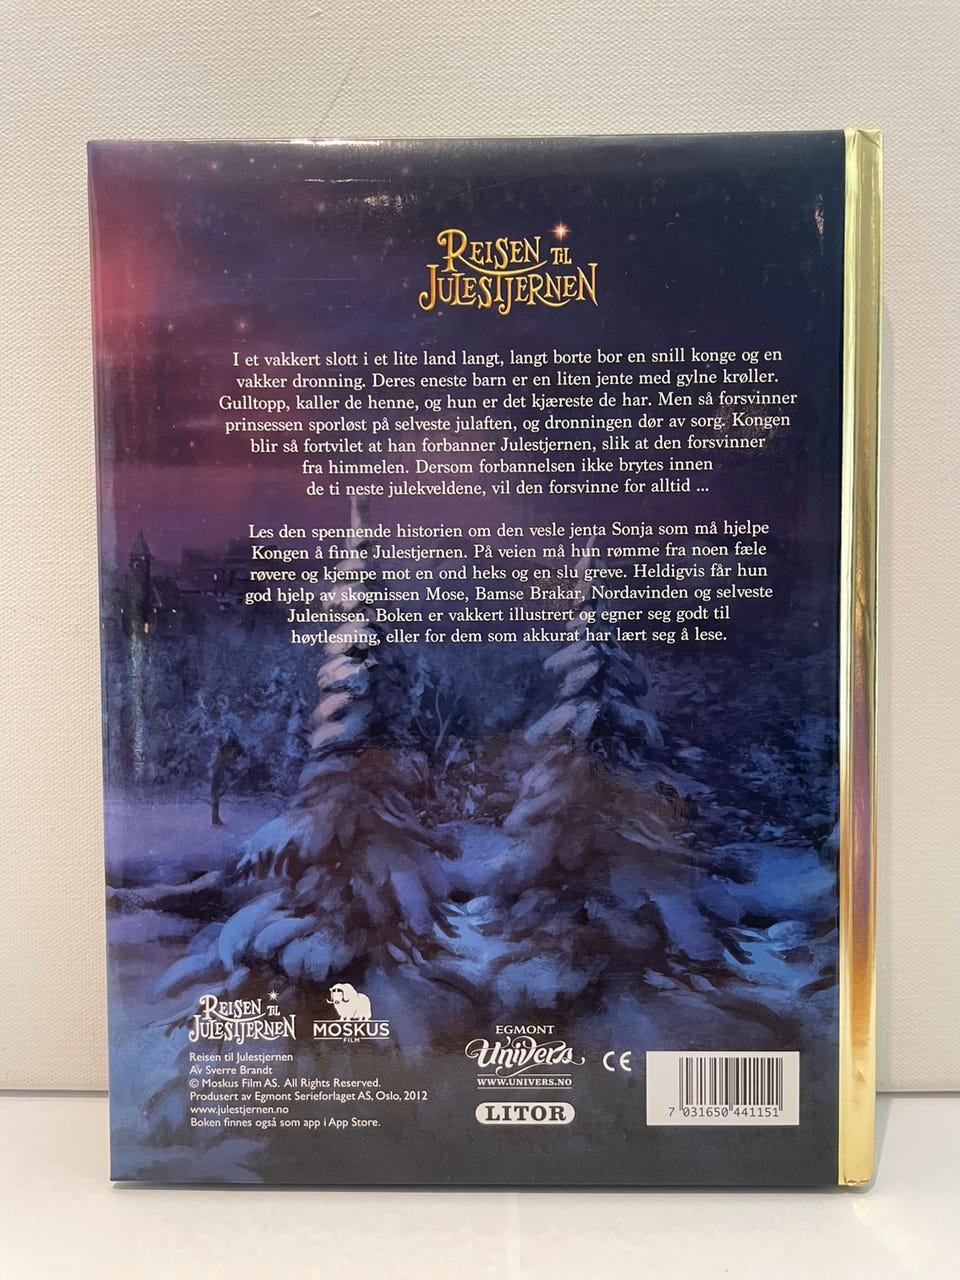 REISEN TIL
JULESTJERNEN
I et vakkert slott i et lite land langt, langt borte bor en snill konge og en
vakker dronning. Deres eneste barn er en liten jente med gylne krøller.
Gulltopp, kaller de henne, og hun er det kjæreste de har. Men så forsvinner
prinsessen sporløst på selveste julaften, og dronningen dør av sorg. Kongen
blir så fortvilet at han forbanner Julestjernen, slik at den forsvinner
fra himmelen. Dersom forbannelsen ikke brytes innen
de ti neste julekveldene, vil den forsvinne for alltid ...
Les den spennende historien om den vesle jenta Sonja som må hjelpe
Kongen å finne Julestjernen. På veien må hun rømme fra noen fæle
røvere og kjempe mot en ond heks og en slu greve. Heldigvis får hun
god hjelp av skognissen Mose, Bamse Brakar, Nordavinden og selveste
Julenissen. Boken er vakkert illustrert og egner seg godt til
høytlesning, eller for dem som akkurat har lært seg å lese.
REISEN TIL
JULESTJERNEN
MOSKUS
FILM
Reisen til Julestjernen
Av Sverre Brandt
© Moskus Film AS. All Rights Reserved.
Produsert av Egmont Serieforlaget AS, Oslo, 2012
www.julestjernen.no
Boken finnes også som app i App Store.
EGMONT
Univers
WWW.UNIVERS.NO
LITOR
CE
7 031650 441151